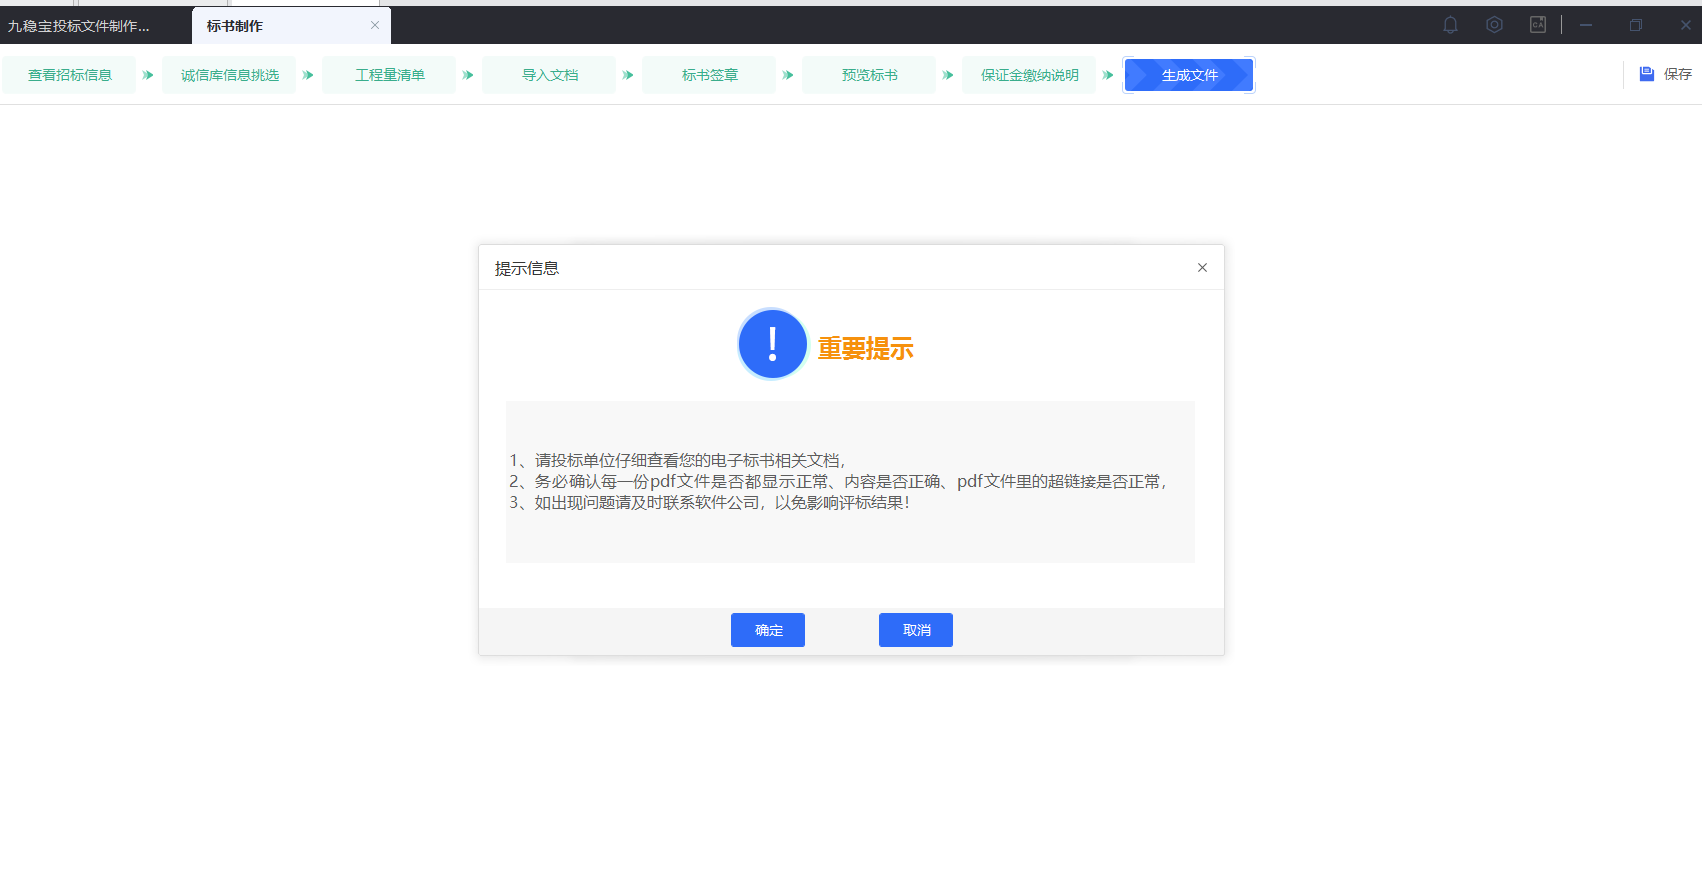 九稳宝投标文件制作...
标书制作
CA
查看招标信息
诚信库信息挑选
工程量清单
导入文档
标书签章
预览标书
保证金缴纳说明
生成文件
保存
提示信息
重要提示
1、请投标单位仔细查看您的电子标书相关文档，
2、务必确认每一份pdf文件是否都显示正常、内容是否正确、pdf文件里的超链接是否正常，
3、如出现问题请及时联系软件公司，以免影响评标结果！
确定
取消